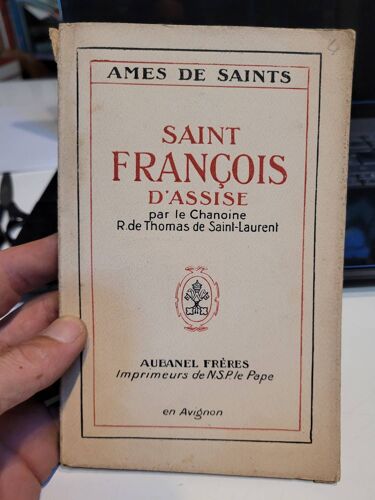 AMES DE SAINTS
SAINT
FRANÇOIS
D'ASSISE
par le Chanoine
R. de Thomas de Saint-Laurent
AUBANEL FRÈRES
Imprimeurs de N.S.P. le Pape
en Avignon